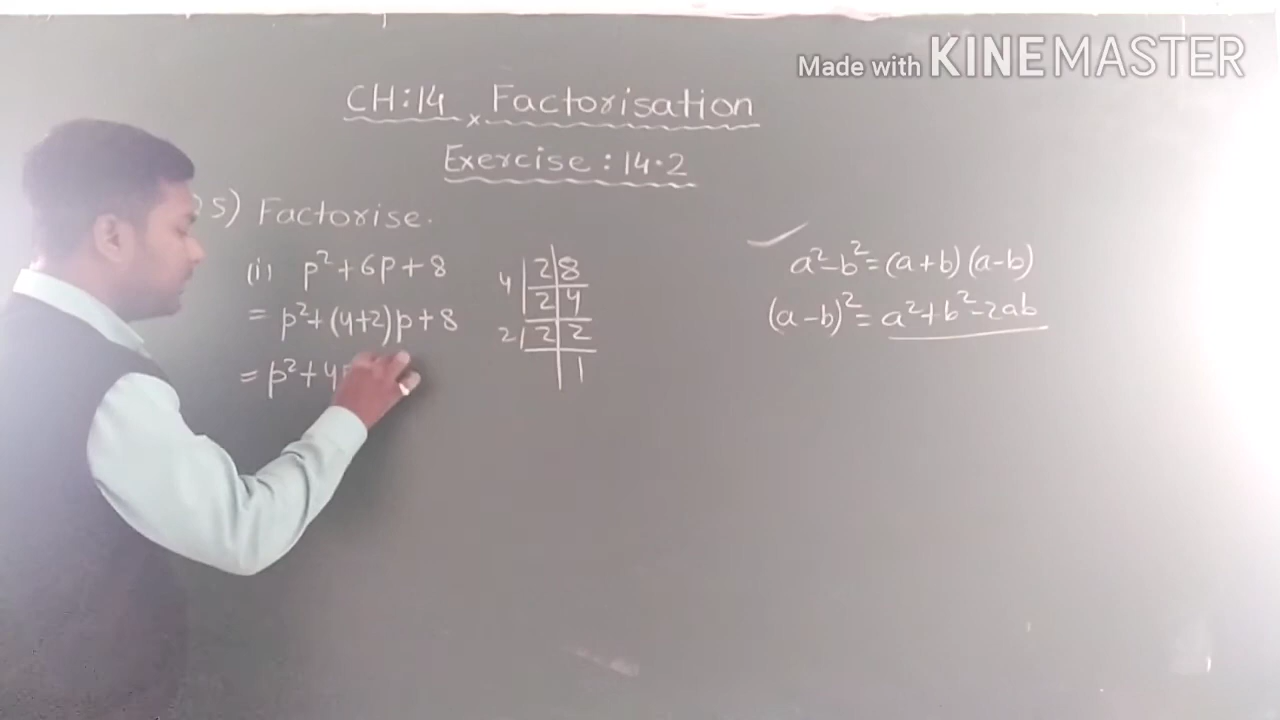 Made with KINEMASTER
CH:14 Factorisation
Exercise: 14.2
5) Factorise.
(i) p²+6p+8
= p²+(4+2)p+8
= p²+4
2 8
4 2 4
2 2 2
1
a²-b²=(a+b)(a-b)
(a-b)²= a²+b²-2ab